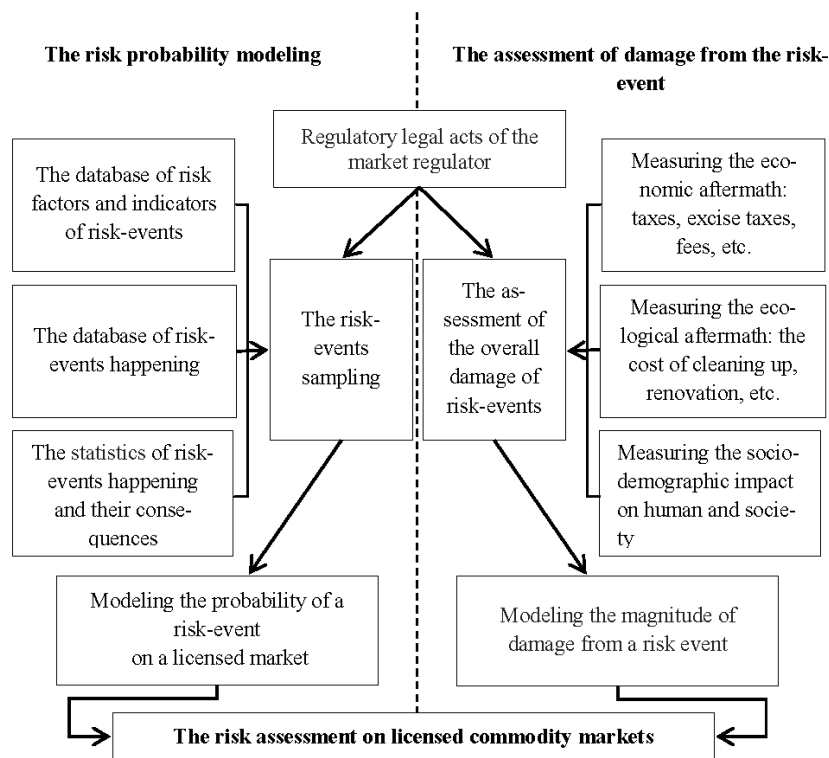 The risk probability modeling
The assessment of damage from the risk-
event
Regulatory legal acts of the
market regulator
The database of risk
factors and indicators
of risk-events
The database of risk-
events happening
The statistics of risk-
events happening
and their conse-
quences
The risk-
events
sampling
The as-
sessment of
the overall
damage of
risk-events
Measuring the eco-
nomic aftermath:
taxes, excise taxes,
fees, etc.
Measuring the eco-
logical aftermath: the
cost of cleaning up,
renovation, etc.
Measuring the socio-
demographic impact
on human and socie-
ty
Modeling the probability of a
risk-event
on a licensed market
Modeling the magnitude of
damage from a risk event
The risk assessment on licensed commodity markets